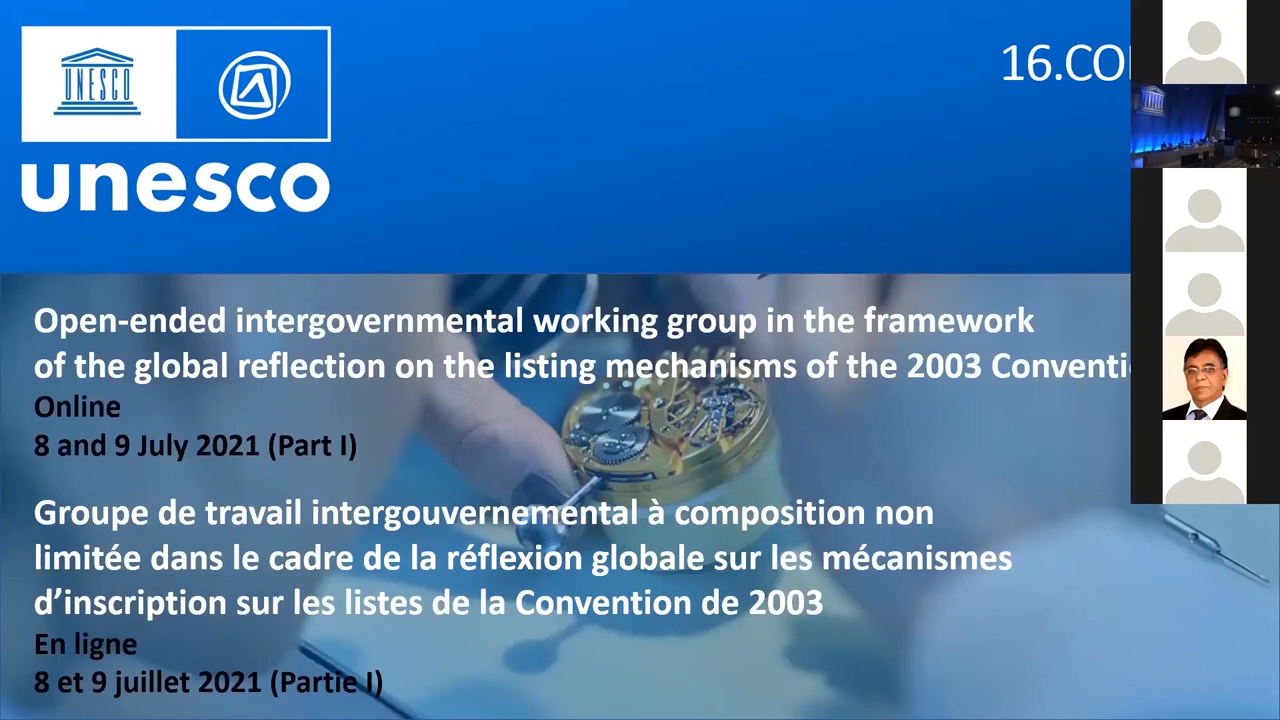 UNESCO
unesco
16.CO
Open-ended intergovernmental working group in the framework
of the global reflection on the listing mechanisms of the 2003 Conventi
Online
8 and 9 July 2021 (Part I)
Groupe de travail intergouvernemental à composition non
limitée dans le cadre de la réflexion globale sur les mécanismes
d’inscription sur les listes de la Convention de 2003
En ligne
8 et 9 juillet 2021 (Partie I)